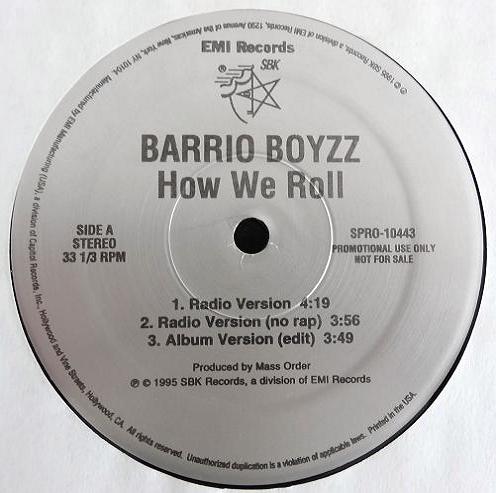 EMI Records
SBK
®
BARRIO BOYZZ
How We Roll
SIDE A
STEREO
33 1/3 RPM
SPRO-10443
PROMOTIONAL USE ONLY
NOT FOR SALE
1. Radio Version 4:19
2. Radio Version (no rap) 3:56
3. Album Version (edit) 3:49
Produced by Mass Order
℗ © 1995 SBK Records, a division of EMI Records
℗ © 1995 SBK Records, a division of EMI Records, 1290 Avenue of the Americas, New York, NY 10104. Manufactured by EMI Manufacturing (USA), a division of Capitol Records, Inc., Hollywood and Vine Streets, Hollywood, CA. All rights reserved. Unauthorized duplication is a violation of applicable laws. Printed in the USA.